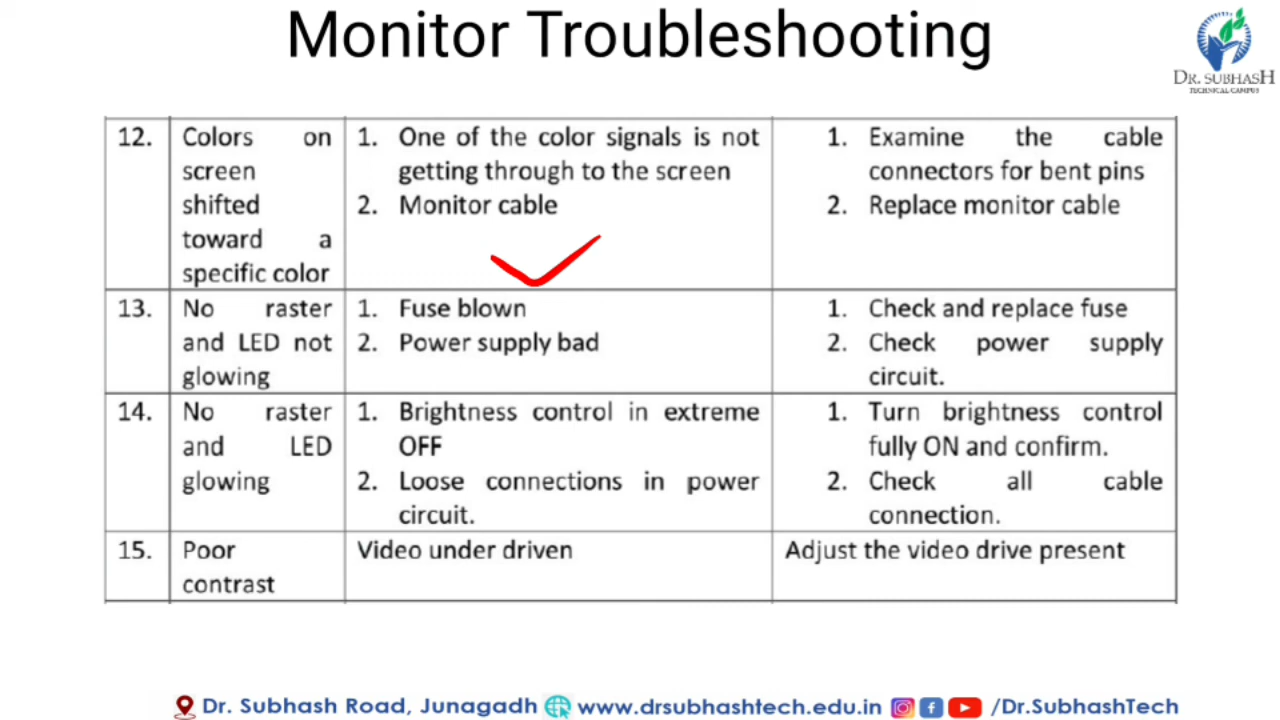 Monitor Troubleshooting
DR. SUBHASH
TECHNICAL CAMPUS
12. Colors on screen shifted toward a specific color
1. One of the color signals is not
getting through to the screen
2. Monitor cable
1. Examine the cable
connectors for bent pins
2. Replace monitor cable
13. No raster and LED not glowing
1. Fuse blown
2. Power supply bad
1. Check and replace fuse
2. Check power supply
circuit.
14. No raster and LED glowing
1. Brightness control in extreme
OFF
2. Loose connections in power
circuit.
1. Turn brightness control
fully ON and confirm.
2. Check all cable
connection.
15. Poor contrast
Video under driven
Adjust the video drive present
Dr. Subhash Road, Junagadh www.drsubhashtech.edu.in /Dr.SubhashTech